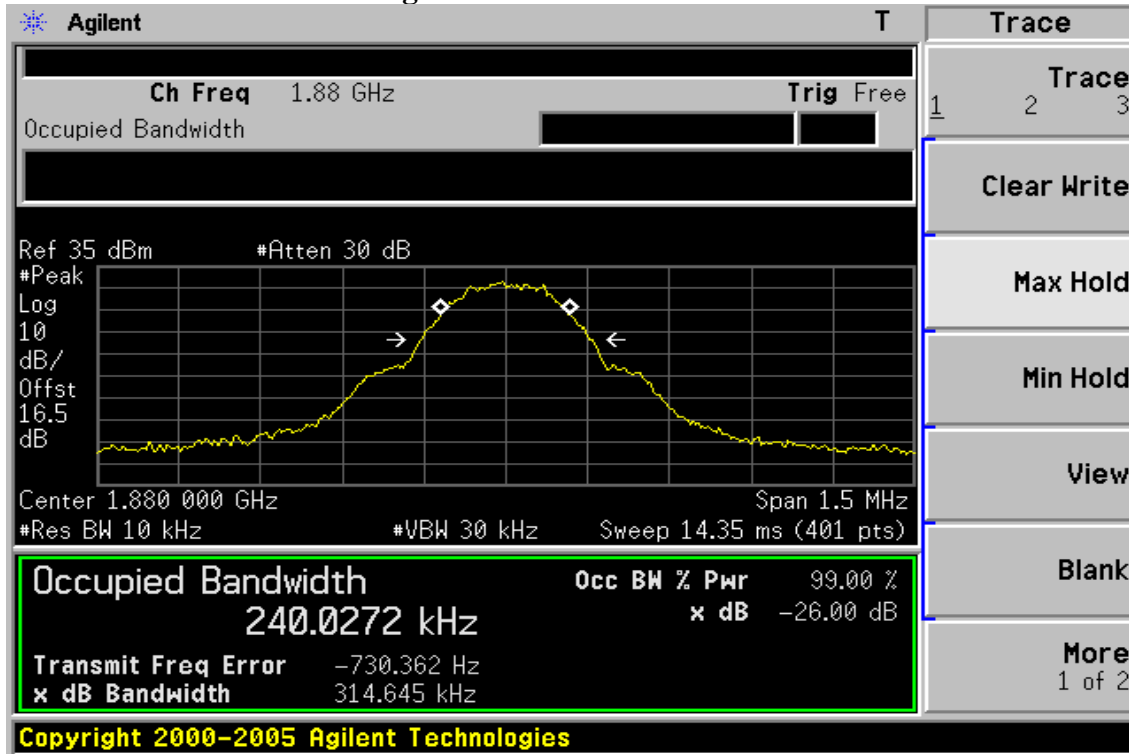 Agilent T Trace
Ch Freq 1.88 GHz Trig Free
Occupied Bandwidth
Trace
1 2 3
Clear Write
Max Hold
Min Hold
View
Blank
More
1 of 2
Ref 35 dBm #Atten 30 dB
#Peak
Log
10
dB/
Offst
16.5
dB
Center 1.880 000 GHz Span 1.5 MHz
#Res BW 10 kHz #VBW 30 kHz Sweep 14.35 ms (401 pts)
Occupied Bandwidth Occ BW % Pwr 99.00 %
240.0272 kHz x dB -26.00 dB
Transmit Freq Error -730.362 Hz
x dB Bandwidth 314.645 kHz
Copyright 2000-2005 Agilent Technologies